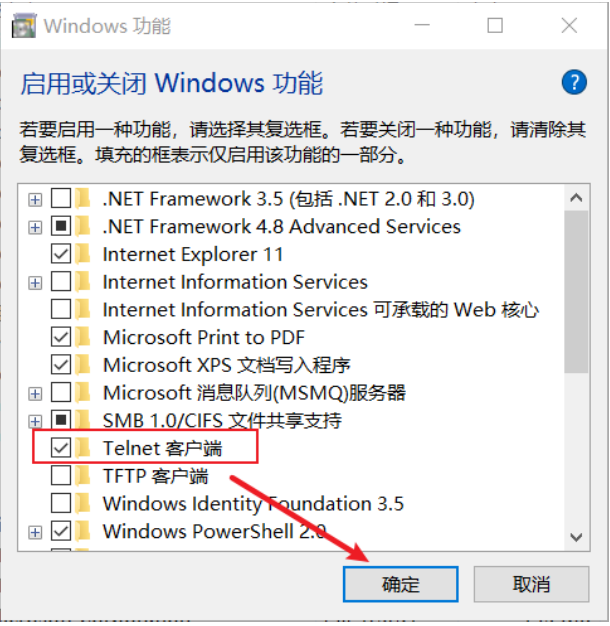 Windows 功能
启用或关闭 Windows 功能
?
若要启用一种功能，请选择其复选框。若要关闭一种功能，请清除其
复选框。填充的框表示仅启用该功能的一部分。
.NET Framework 3.5 (包括 .NET 2.0 和 3.0)
.NET Framework 4.8 Advanced Services
Internet Explorer 11
Internet Information Services
Internet Information Services 可承载的 Web 核心
Microsoft Print to PDF
Microsoft XPS 文档写入程序
Microsoft 消息队列(MSMQ)服务器
SMB 1.0/CIFS 文件共享支持
Telnet 客户端
TFTP 客户端
Windows Identity Foundation 3.5
Windows PowerShell 2.0
确定
取消